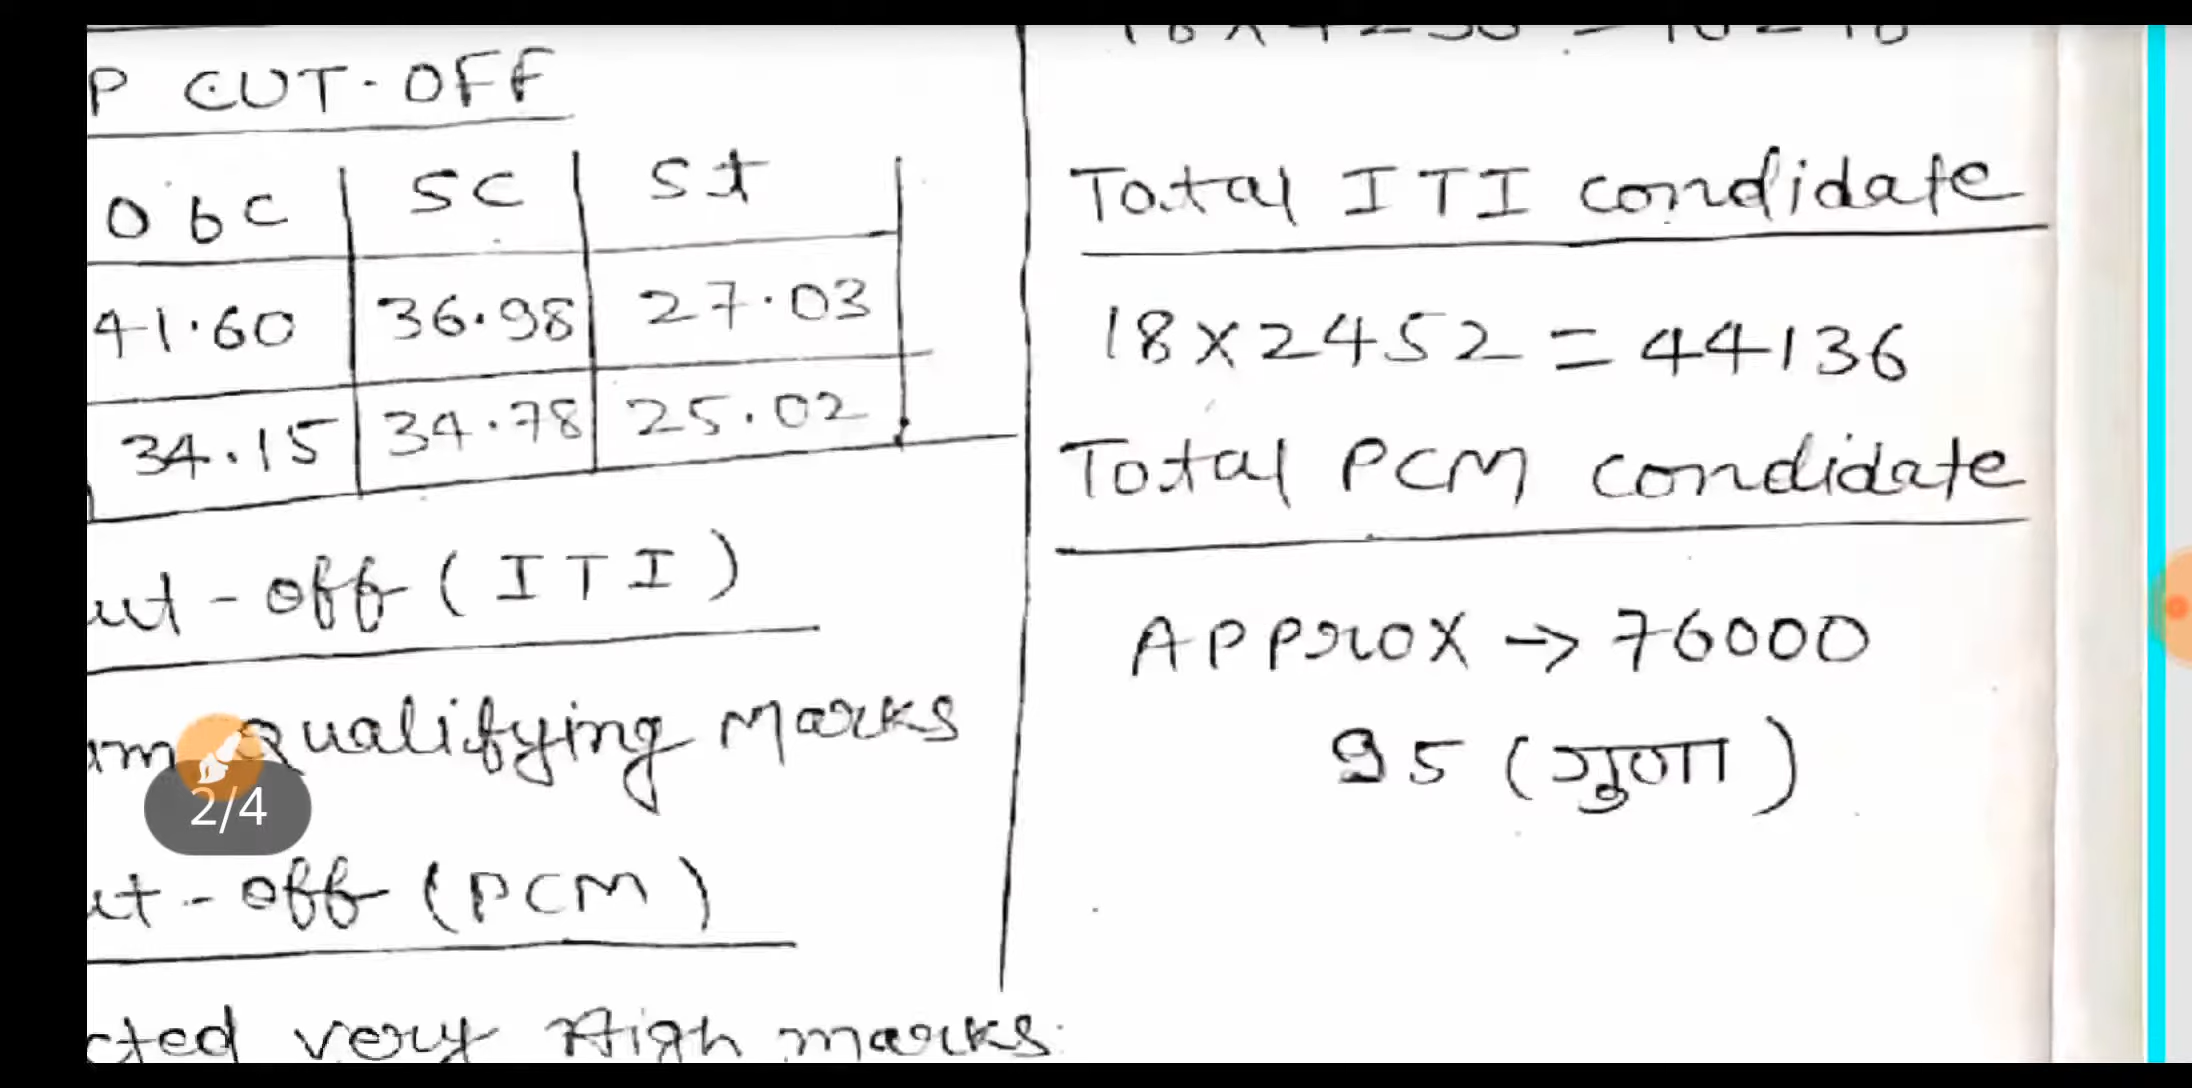 P CUT-OFF
Obc SC St
41.60 36.98 27.03
34.15 34.78 25.02
ut-off (ITI)
qualifying Marks
2/4
ut-off (PCM)
cted very High marks.
Total ITI condidate
18×2452 = 44136
Total PCM condidate
Approx → 76000
95 (गुणा)